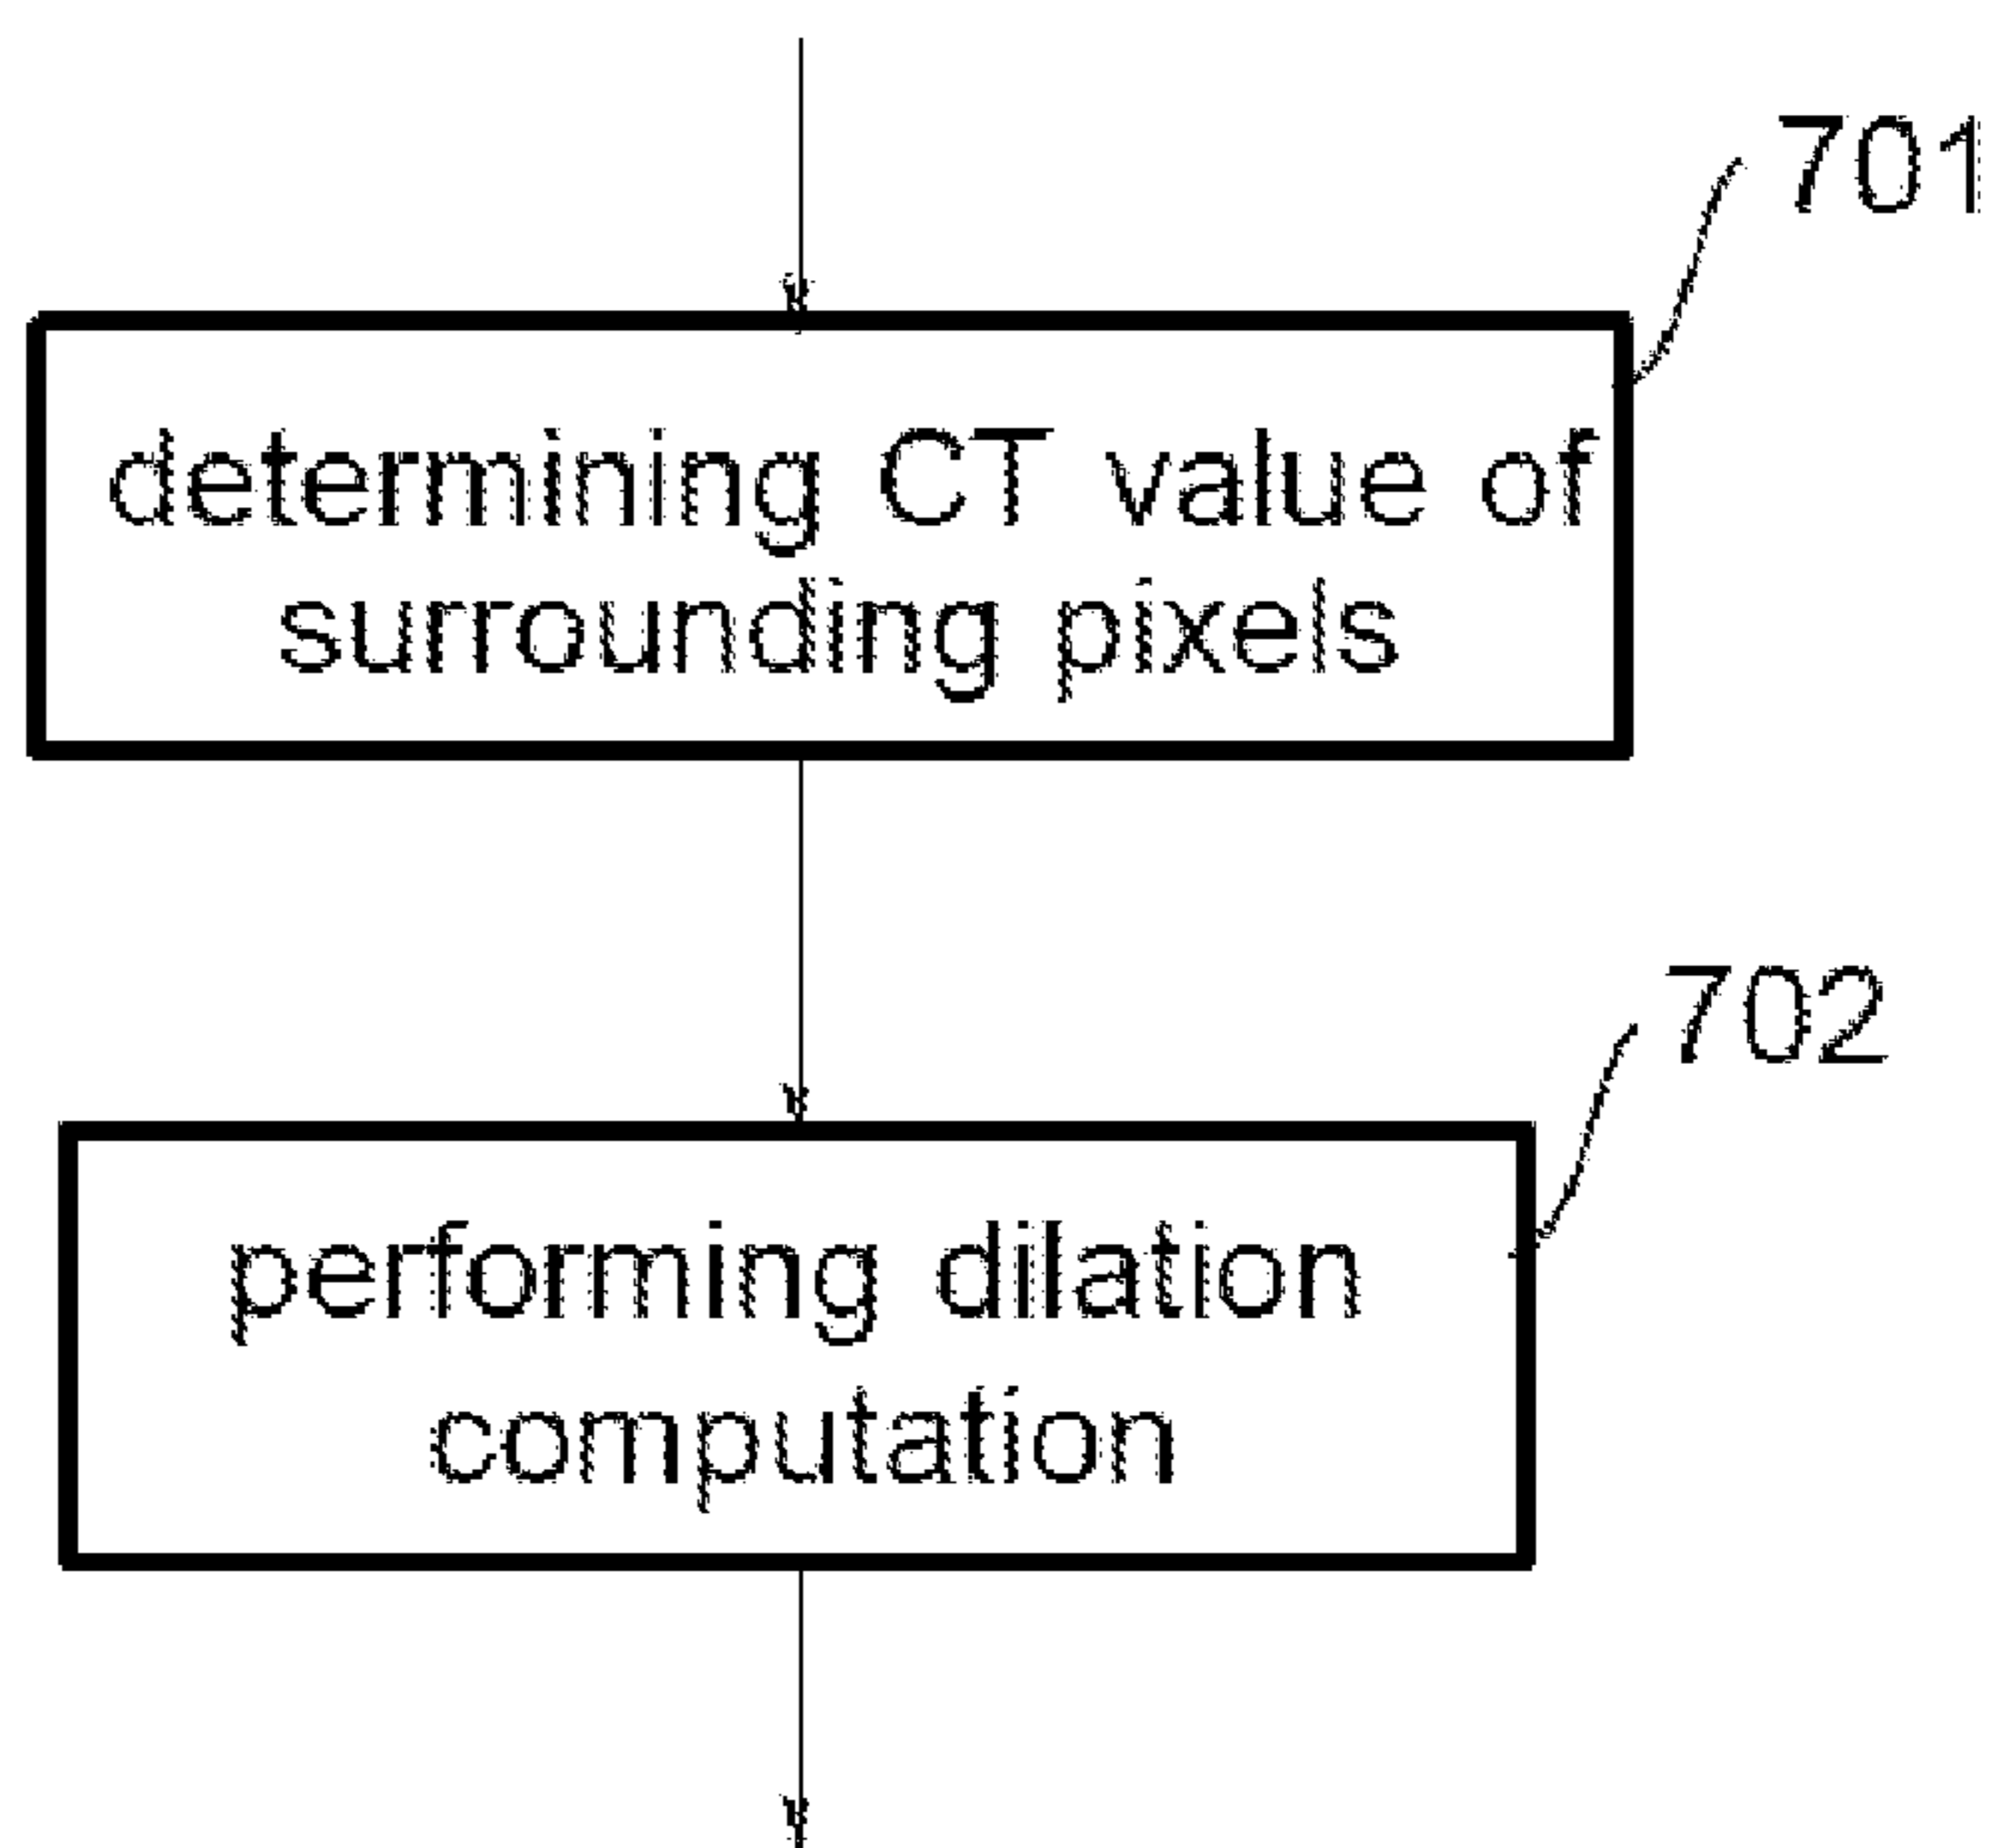 701
determining CT value of
surrounding pixels
702
performing dilation
computation